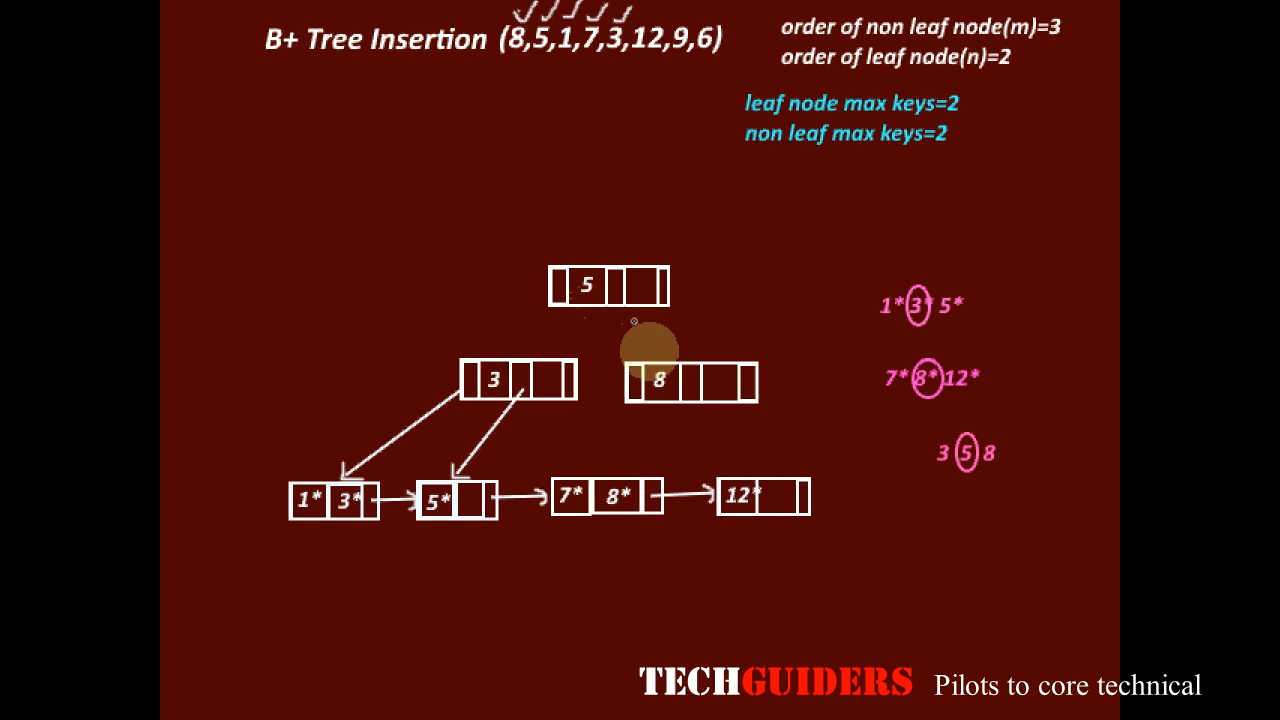 B+ Tree Insertion (8,5,1,7,3,12,9,6)
order of non leaf node(m)=3
order of leaf node(n)=2
leaf node max keys=2
non leaf max keys=2
5
1* 3* 5*
3
8
7* 8* 12*
3 5 8
1* 3*
5*
7* 8*
12*
TECHGUIDERS Pilots to core technical